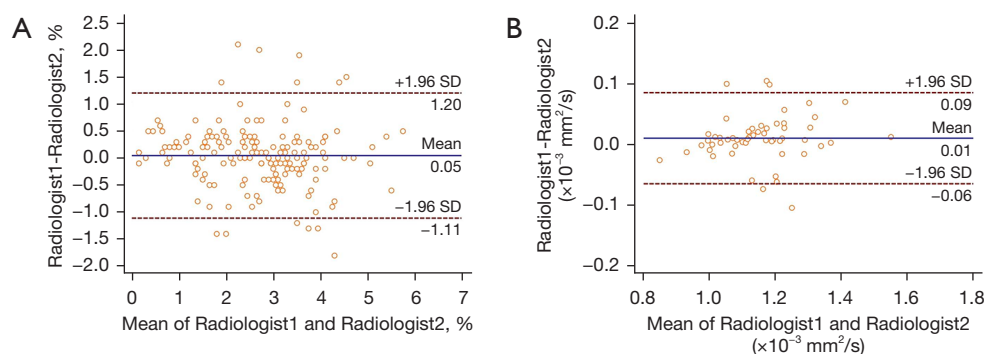 A
Radiologist1-Radiologist2, %
2.5
2.0
1.5
1.0
0.5
0.0
−0.5
−1.0
−1.5
−2.0
+1.96 SD
1.20
Mean
0.05
−1.96 SD
−1.11
0 1 2 3 4 5 6 7
Mean of Radiologist1 and Radiologist2, %
B
Radiologist1-Radiologist2
(×10⁻³ mm²/s)
0.2
0.1
0.0
−0.1
−0.2
+1.96 SD
0.09
Mean
0.01
−1.96 SD
−0.06
0.8 1.0 1.2 1.4 1.6 1.8
Mean of Radiologist1 and Radiologist2
(×10⁻³ mm²/s)